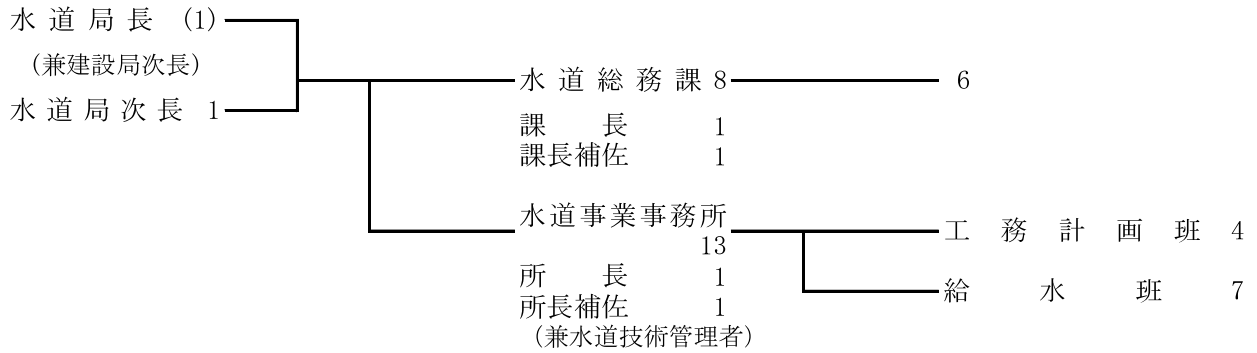 水道局長 (1)
(兼建設局次長)
水道局次長 1
水道総務課 8
6
課長 1
課長補佐 1
水道事業事務所
13
所長 1
所長補佐 1
(兼水道技術管理者)
工務計画班 4
給水班 7